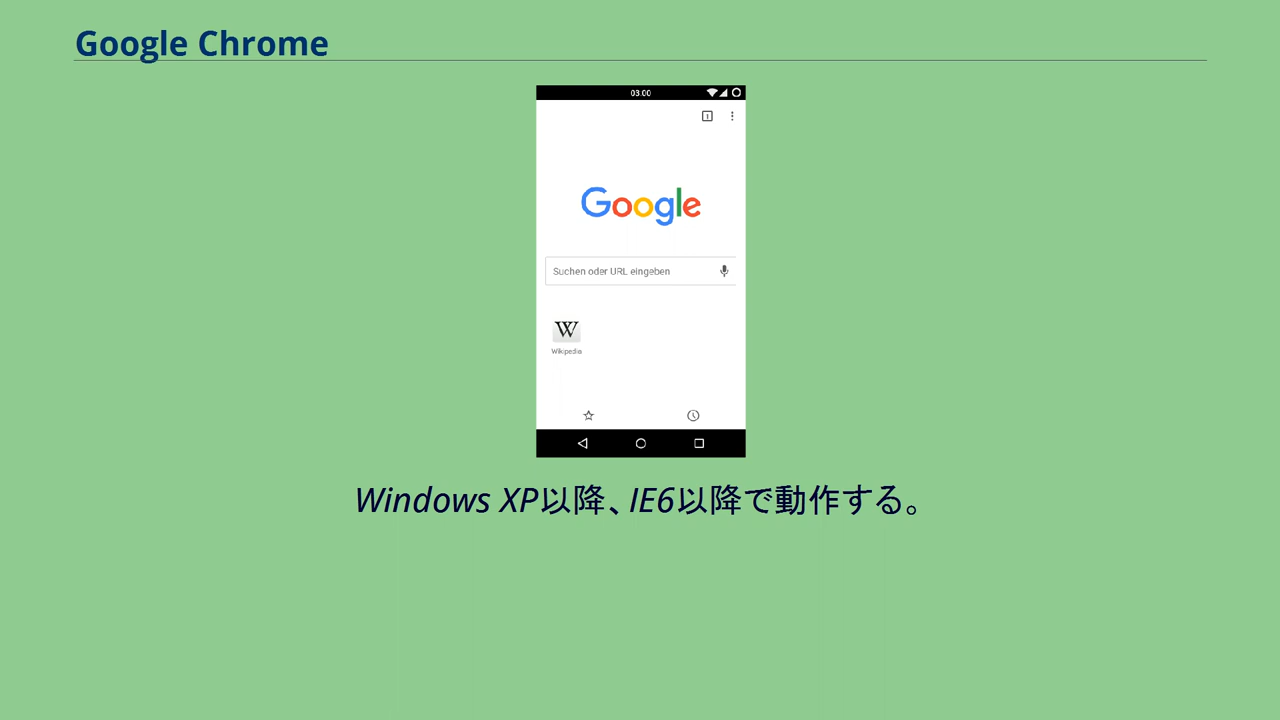 Google Chrome
03:00
Google
Suchen oder URL eingeben
W
Wikipedia
Windows XP以降、IE6以降で動作する。